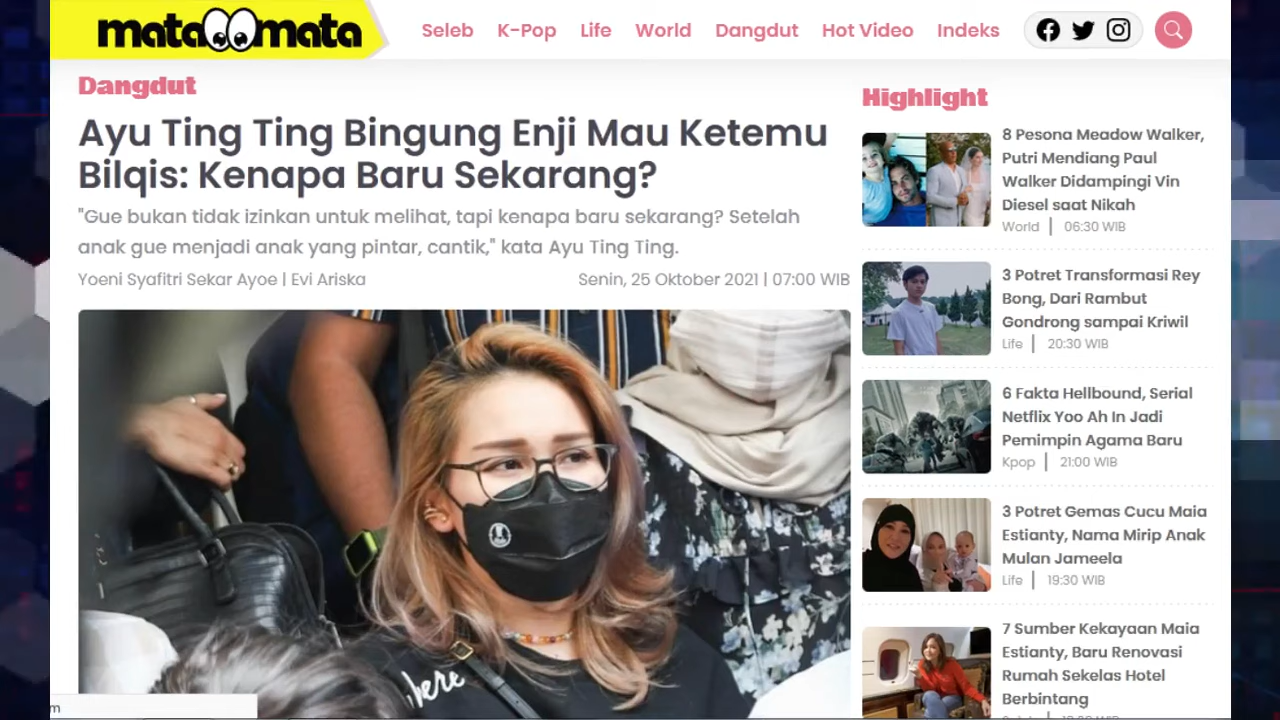 mata mata
Seleb K-Pop Life World Dangdut Hot Video Indeks
Dangdut
Ayu Ting Ting Bingung Enji Mau Ketemu
Bilqis: Kenapa Baru Sekarang?
"Gue bukan tidak izinkan untuk melihat, tapi kenapa baru sekarang? Setelah
anak gue menjadi anak yang pintar, cantik," kata Ayu Ting Ting.
Yoeni Syafitri Sekar Ayoe | Evi Ariska
Senin, 25 Oktober 2021 | 07:00 WIB
here
m
Highlight
8 Pesona Meadow Walker,
Putri Mendiang Paul
Walker Didampingi Vin
Diesel saat Nikah
World | 06:30 WIB
3 Potret Transformasi Rey
Bong, Dari Rambut
Gondrong sampai Kriwil
Life | 20:30 WIB
6 Fakta Hellbound, Serial
Netflix Yoo Ah In Jadi
Pemimpin Agama Baru
Kpop | 21:00 WIB
3 Potret Gemas Cucu Maia
Estianty, Nama Mirip Anak
Mulan Jameela
Life | 19:30 WIB
7 Sumber Kekayaan Maia
Estianty, Baru Renovasi
Rumah Sekelas Hotel
Berbintang